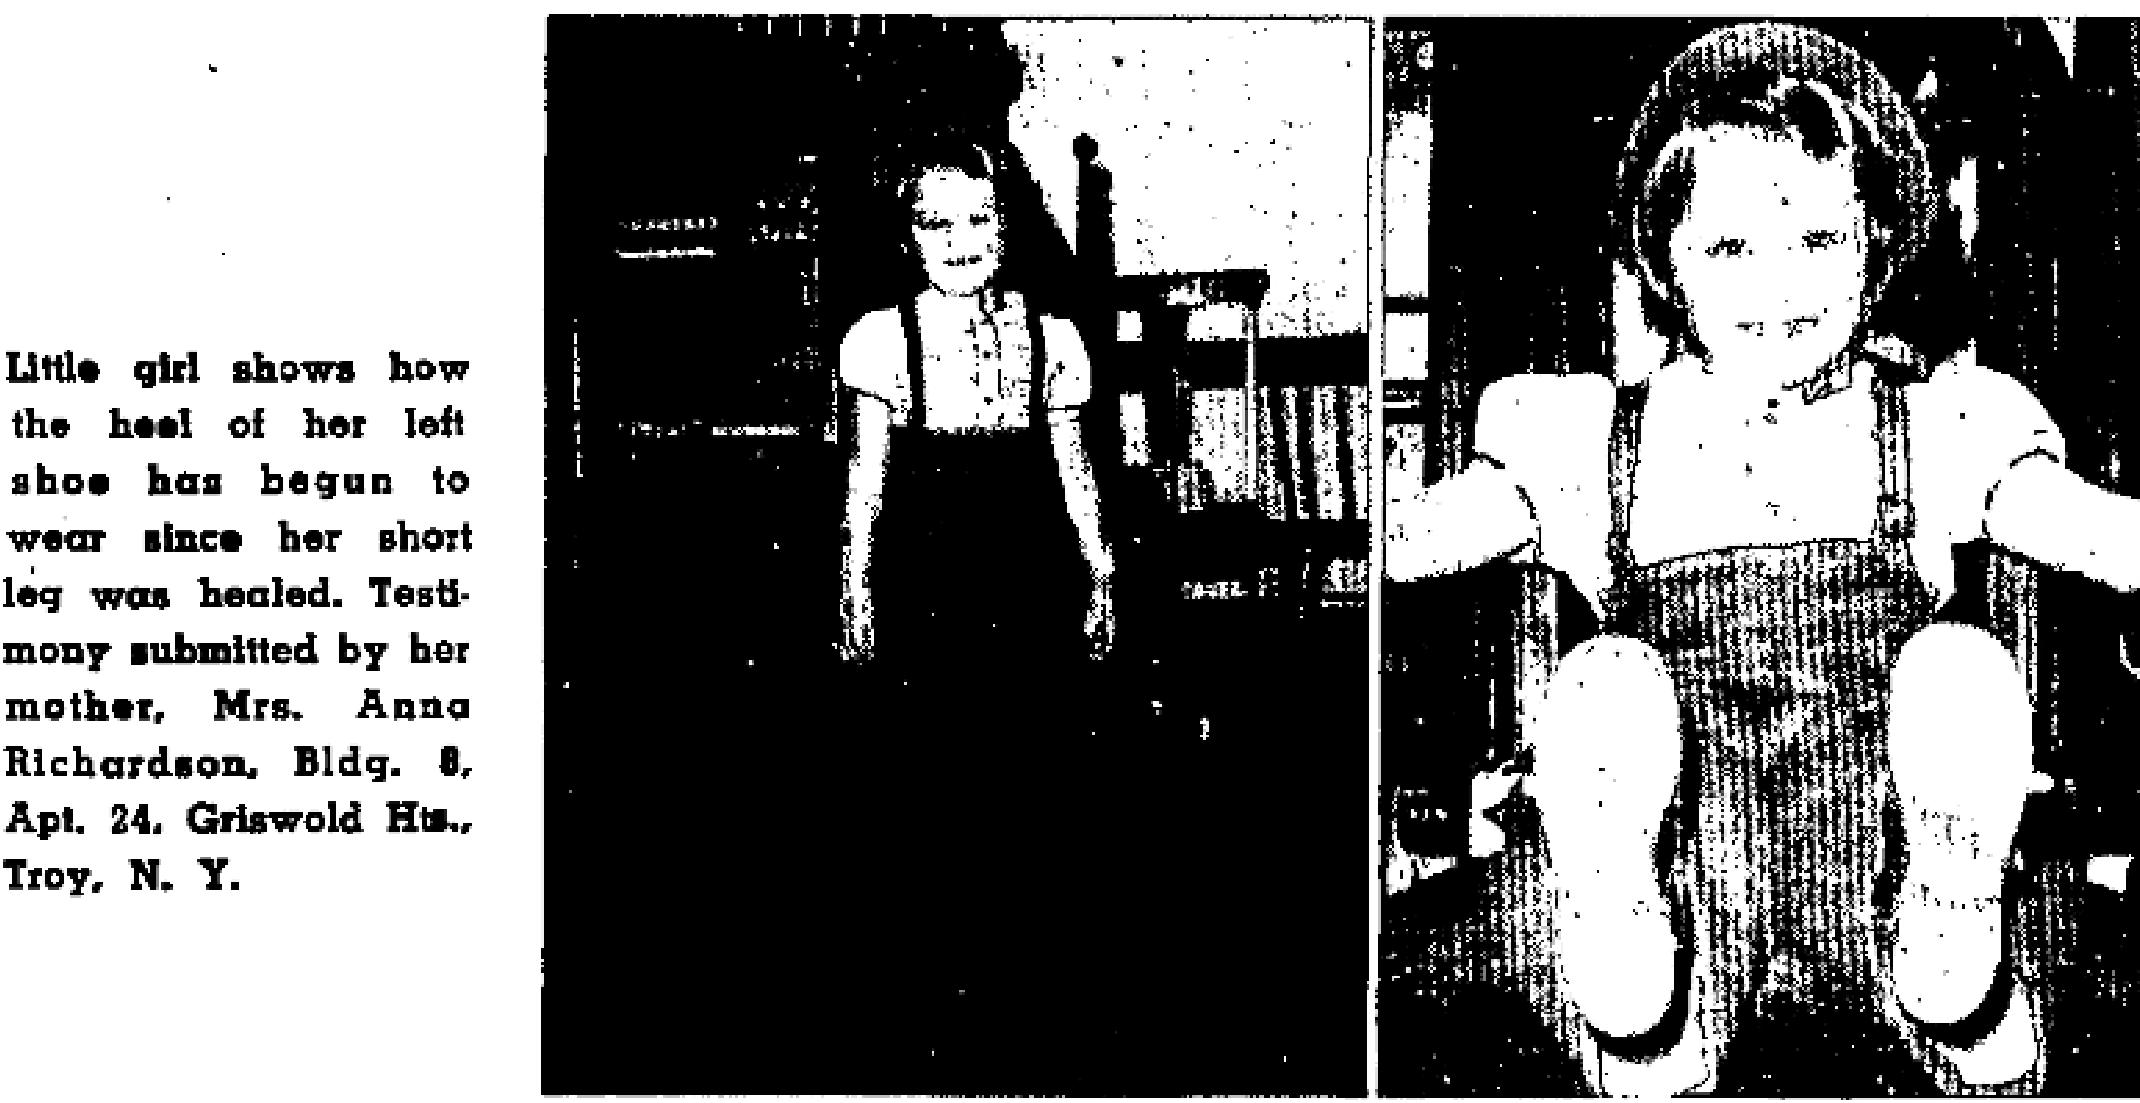 Little girl shows how
the heel of her left
shoe has begun to
wear since her short
leg was healed. Testi-
mony submitted by her
mother, Mrs. Anna
Richardson, Bldg. 8,
Apt. 24, Griswold Hts.,
Troy, N. Y.